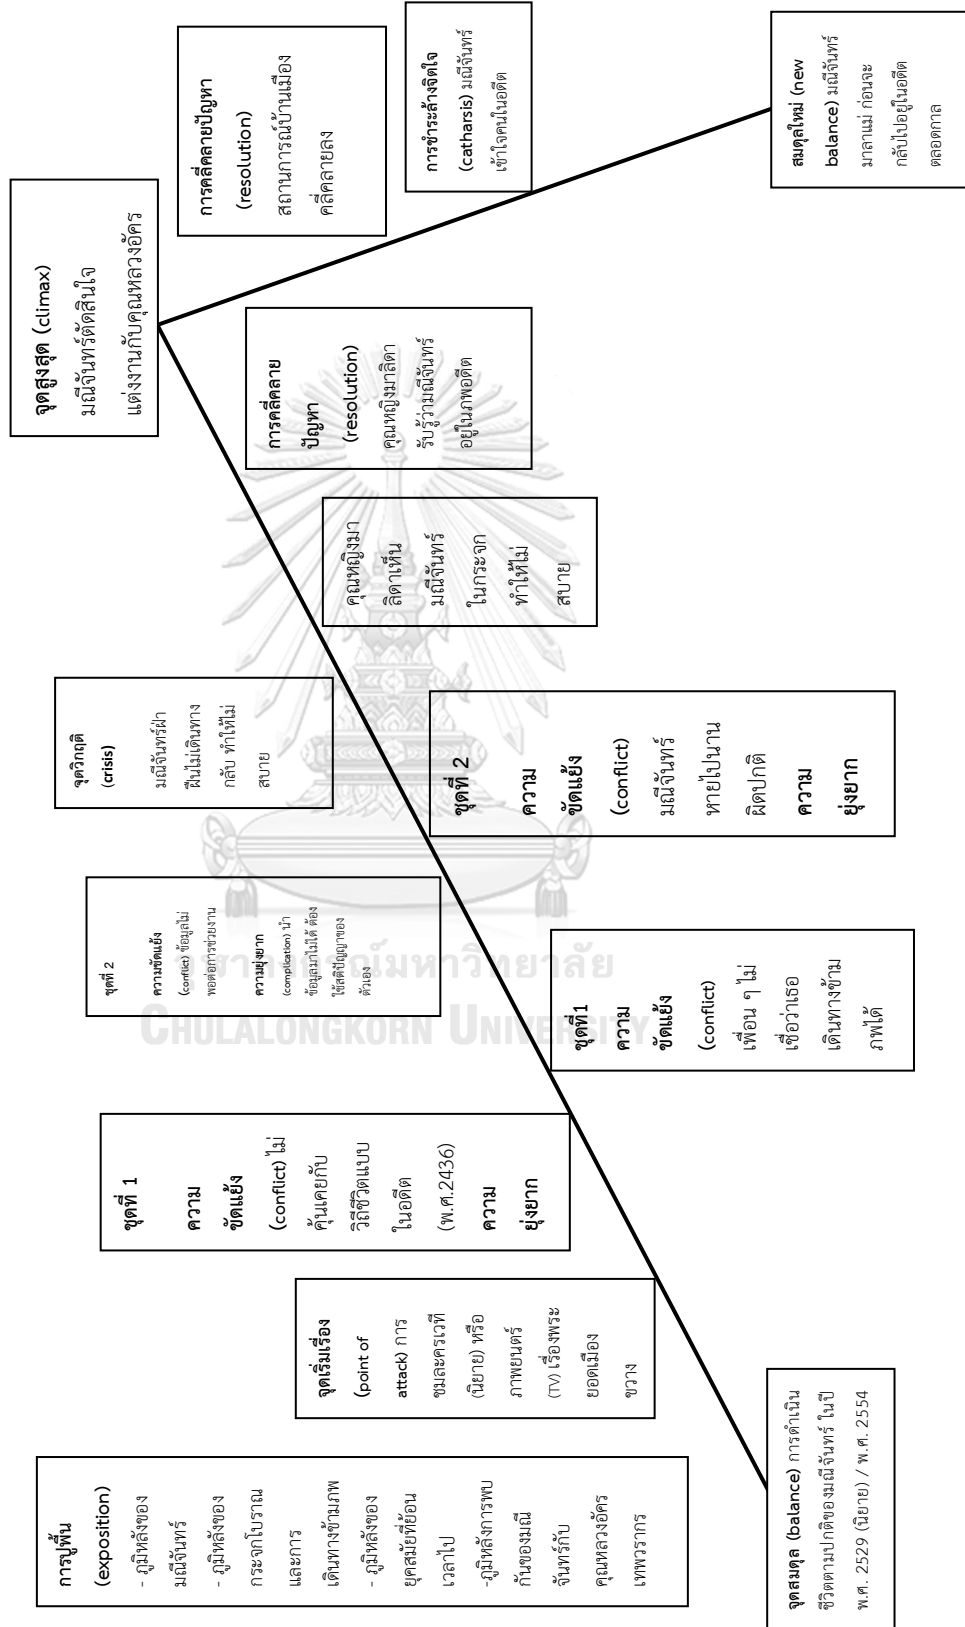 การปูพื้น
(exposition)
- ภูมิหลังของ
มณีจันทร์
- ภูมิหลังของ
กระจกโบราณ
และการ
เดินทางข้ามภพ
- ภูมิหลังของ
ยุคสมัยที่ย้อน
เวลาไป
-ภูมิหลังการพบ
กันของมณี
จันทร์กับ
คุณหลวงอัคร
เทพวรากร
จุดสมดุล (balance) การดำเนิน
ชีวิตตามปกติของมณีจันทร์ ในปี
พ.ศ. 2529 (นิยาย) / พ.ศ. 2554
จุดเริ่มเรื่อง
(point of
attack) การ
ชมละครเวที
(นิยาย) หรือ
ภาพยนตร์
(TV) เรื่องพระ
ยอดเมือง
ขวาง
ชุดที่ 1
ความ
ขัดแย้ง
(conflict) ไม่
คุ้นเคยกับ
วิถีชีวิตแบบ
ในอดีต
(พ.ศ.2436)
ความ
ยุ่งยาก
ชุดที่1
ความ
ขัดแย้ง
(conflict)
เพื่อน ๆ ไม่
เชื่อว่าเธอ
เดินทางข้าม
ภพได้
ชุดที่ 2
ความขัดแย้ง
(conflict) ข้อมูลไม่
พอต่อการช่วยงาน
ความยุ่งยาก
(complication) นำ
ข้อมูลมาไม่ได้ ต้อง
ใช้สติปัญญาของ
ตัวเอง
ชุดที่ 2
ความ
ขัดแย้ง
(conflict)
มณีจันทร์
หายไปนาน
ผิดปกติ
ความ
ยุ่งยาก
จุดวิกฤติ
(crisis)
มณีจันทร์ฝ่า
ฝืนไม่เดินทาง
กลับ ทำให้ไม่
สบาย
คุณหญิงมา
ลิดาเห็น
มณีจันทร์
ในกระจก
ทำให้ไม่
สบาย
การคลี่คลาย
ปัญหา
(resolution)
คุณหญิงมาลิดา
รับรู้ว่ามณีจันทร์
อยู่ในภพอดีต
จุดสูงสุด (climax)
มณีจันทร์ตัดสินใจ
แต่งงานกับคุณหลวงอัคร
การคลี่คลายปัญหา
(resolution)
สถานการณ์บ้านเมือง
คลี่คลายลง
การชำระล้างจิตใจ
(catharsis) มณีจันทร์
เข้าใจคนในอดีต
สมดุลใหม่ (new
balance) มณีจันทร์
มาลาแม่ ก่อนจะ
กลับไปอยู่ในอดีต
ตลอดกาล
จุฬาลงกรณ์มหาวิทยาลัย
CHULALONGKORN UNIVERSITY